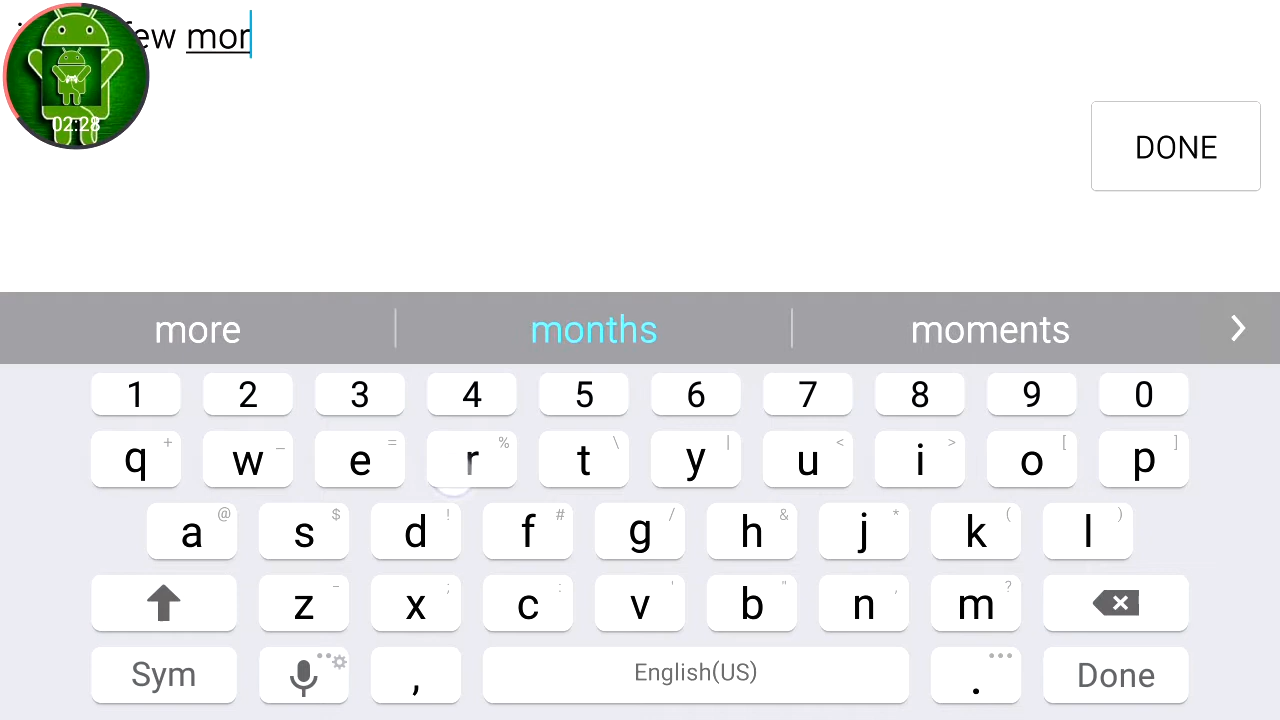 few mor
02:28
DONE
more months moments
1 2 3 4 5 6 7 8 9 0
q + w _ e = r % t \ y | u < i > o [ p ]
a @ s $ d ! f # g / h & j * k ( l )
z - x ; c : v ' b " n , m ?
Sym , English(US) . Done